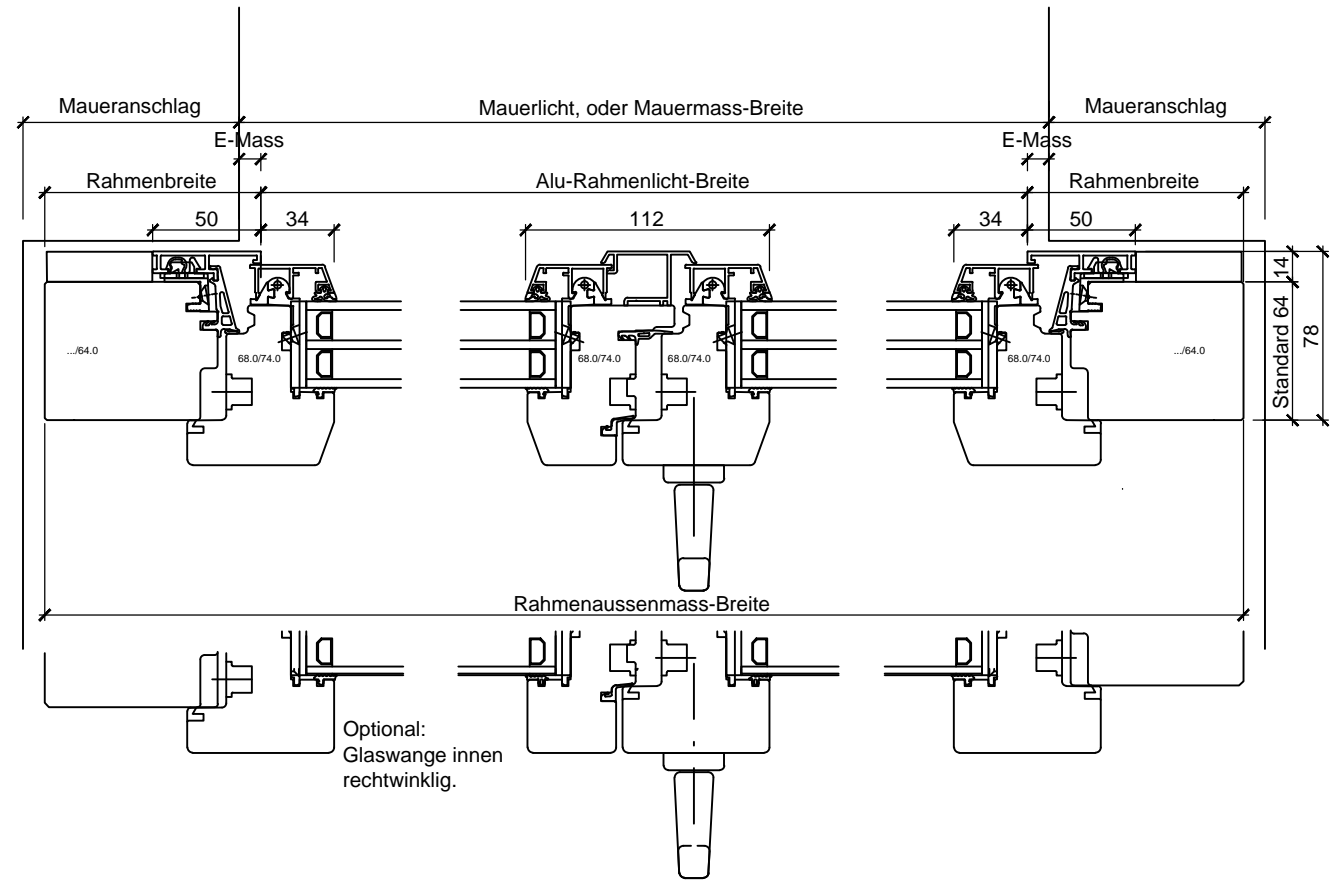 Maueranschlag
Mauerlicht, oder Mauermass-Breite
Maueranschlag
E-Mass
E-Mass
Rahmenbreite
Alu-Rahmenlicht-Breite
Rahmenbreite
50
34
112
34
50
14
Standard 64
78
.../64.0
68.0/74.0
68.0/74.0
68.0/74.0
68.0/74.0
.../64.0
Rahmenaussenmass-Breite
Optional:
Glaswange innen
rechtwinklig.